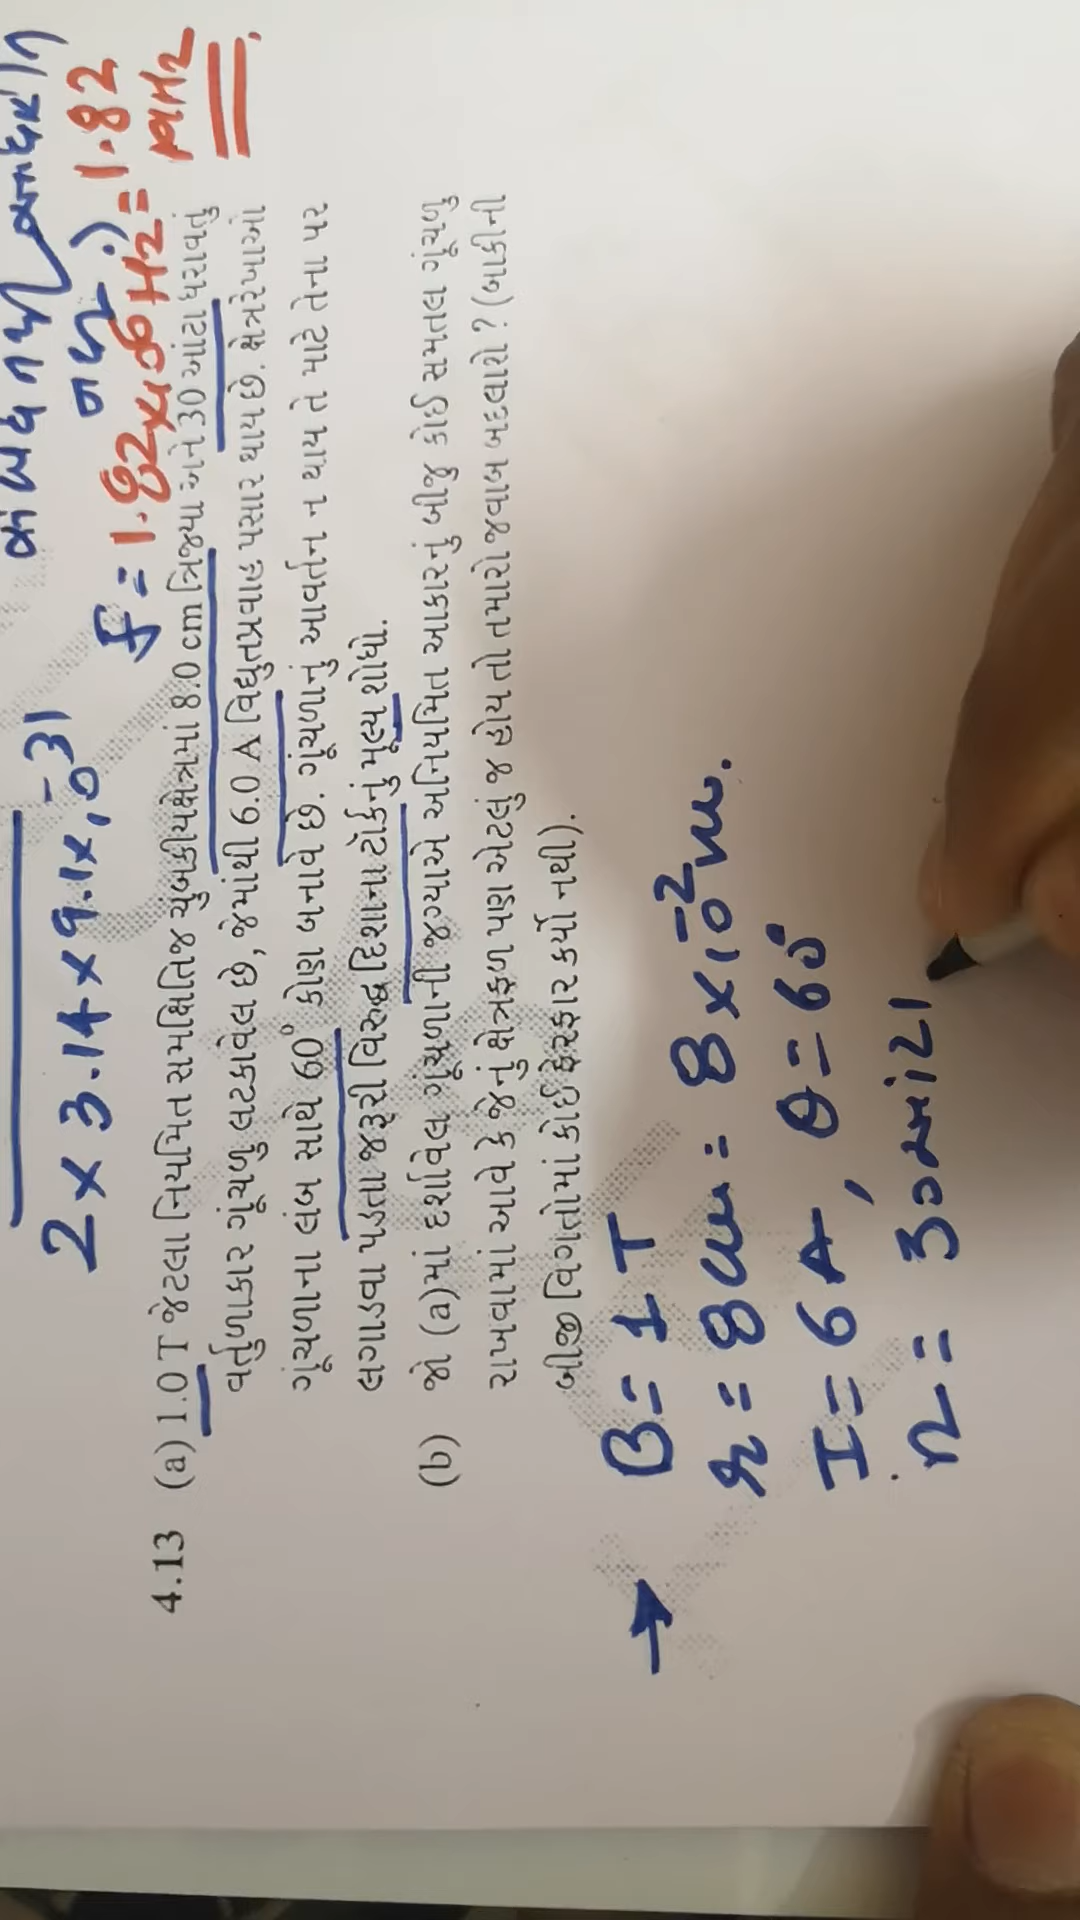 2 × 3.14 × 9.1×10⁻³¹
f = 1.82×10⁶ Hz = 1.82
MHz
4.13 (a) 1.0 T જેટલા નિયમિત સમક્ષિતિજ ચુંબકીયક્ષેત્રમાં 8.0 cm ત્રિજ્યા અને 30 આંટા ધરાવતું
વર્તુળાકાર ગૂંચળુ લટકાવેલ છે, જેમાંથી 6.0 A વિદ્યુતપ્રવાહ પસાર થાય છે. ક્ષેત્રરેખાઓ
ગૂંચળાના લંબ સાથે 60° કોણ બનાવે છે. ગૂંચળાનું આવર્તન ન થાય તે માટે તેના પર
લગાડવા પડતા જરૂરી વિરુદ્ધ દિશાના ટોર્કનું મૂલ્ય શોધો.
(b) જો (a)માં દર્શાવેલ ગૂંચળાની જગ્યાએ અનિયમિત આકારનું બીજું કોઈ સમતલ ગૂંચળુ
રાખવામાં આવે કે જેનું ક્ષેત્રફળ પણ એટલું જ હોય તો તમારો જવાબ બદલાશે ? (બાકીની
બીજી વિગતોમાં કોઈ ફેરફાર કર્યો નથી).
→ B = 1 T
r = 8 cm = 8 × 10⁻² m.
I = 6 A, θ = 60°
n = 30 આંટા